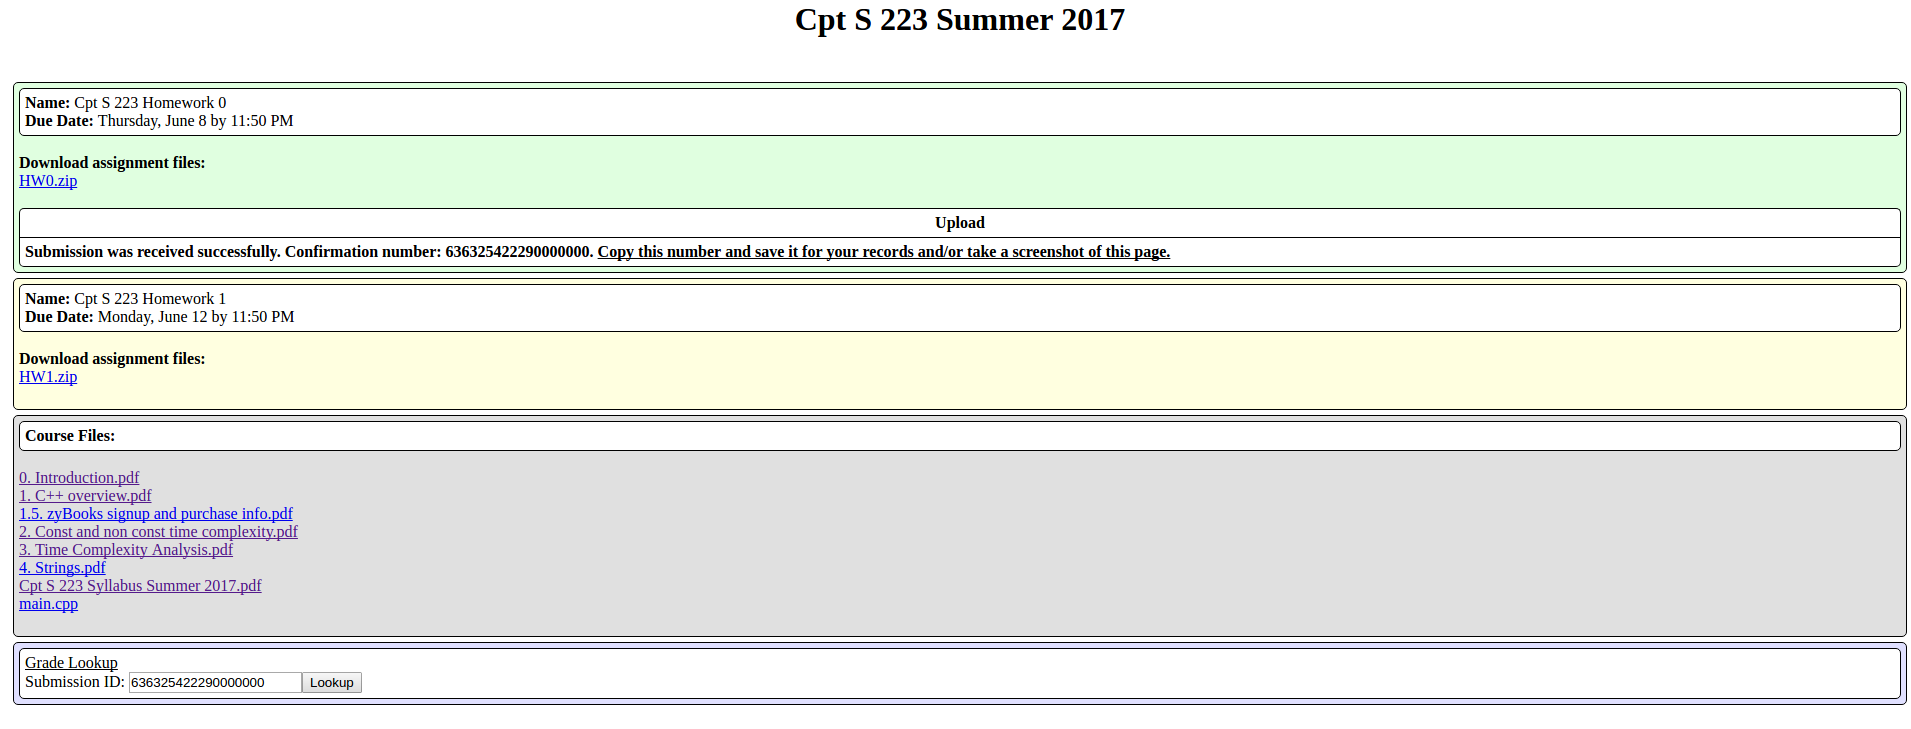 Cpt S 223 Summer 2017
Name: Cpt S 223 Homework 0
Due Date: Thursday, June 8 by 11:50 PM
Download assignment files:
HW0.zip
Upload
Submission was received successfully. Confirmation number: 636325422290000000. Copy this number and save it for your records and/or take a screenshot of this page.
Name: Cpt S 223 Homework 1
Due Date: Monday, June 12 by 11:50 PM
Download assignment files:
HW1.zip
Course Files:
0. Introduction.pdf
1. C++ overview.pdf
1.5. zyBooks signup and purchase info.pdf
2. Const and non const time complexity.pdf
3. Time Complexity Analysis.pdf
4. Strings.pdf
Cpt S 223 Syllabus Summer 2017.pdf
main.cpp
Grade Lookup
Submission ID: 636325422290000000 Lookup